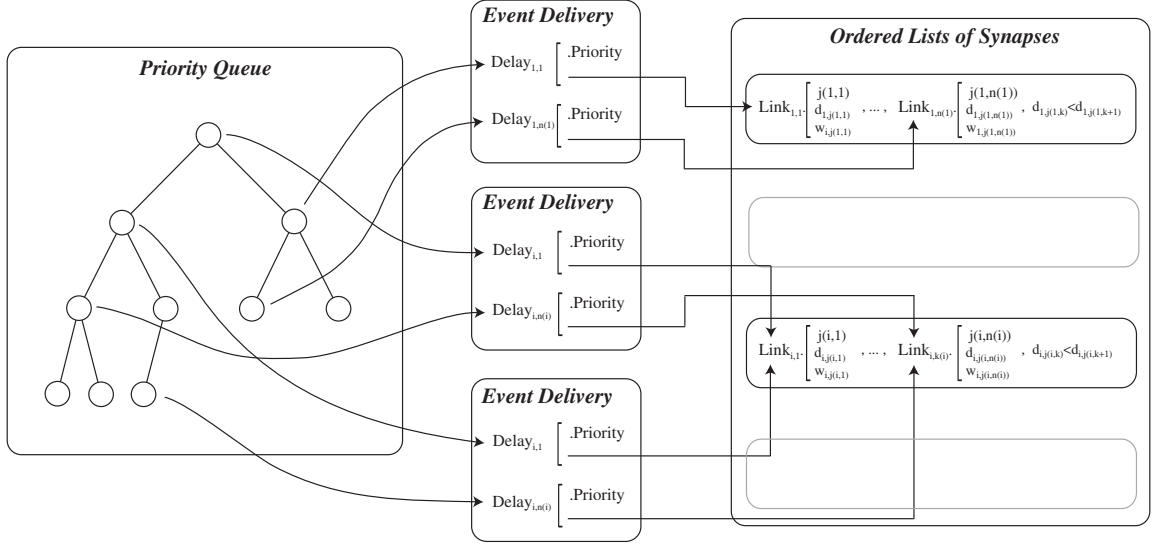 Priority Queue
Event Delivery
Delay1,1 [ .Priority
Delay1,n(1) [ .Priority
Event Delivery
Delayi,1 [ .Priority
Delayi,n(i) [ .Priority
Event Delivery
Delayi,1 [ .Priority
Delayi,n(i) [ .Priority
Ordered Lists of Synapses
j(1,1) j(1,n(1))
Link1,1. [ d1,j(1,1) , ... , Link1,n(1). [ d1,j(1,n(1)) , d1,j(1,k)<d1,j(1,k+1)
wi,j(1,1) w1,j(1,n(1))
j(i,1) j(i,n(i))
Linki,1. [ di,j(i,1) , ... , Linki,k(i). [ di,j(i,n(i)) , di,j(i,k)<di,j(i,k+1)
wi,j(i,1) wi,j(i,n(i))